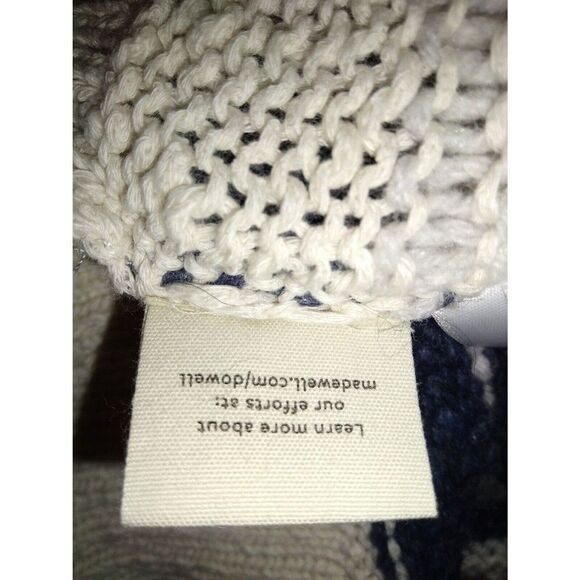 Learn more about
our efforts at:
madewell.com/dowell